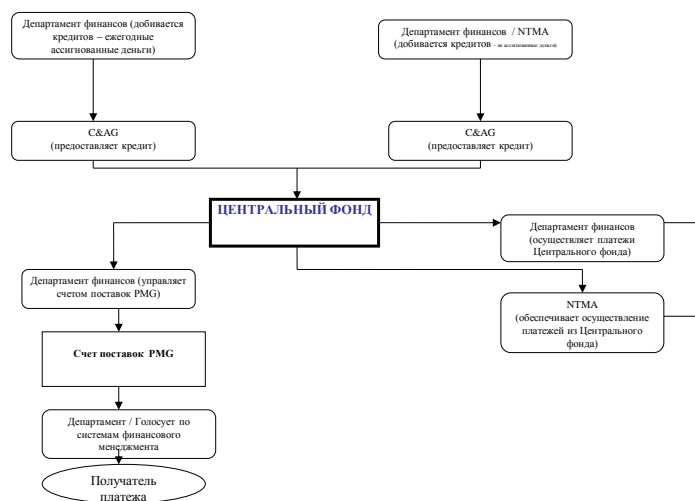 Департамент финансов (добивается
кредитов – ежегодные
ассигнованные деньги)
Департамент финансов / NTMA
(добивается кредитов – не ассигнованные деньги)
C&AG
(предоставляет кредит)
C&AG
(предоставляет кредит)
ЦЕНТРАЛЬНЫЙ ФОНД
Департамент финансов
(осуществляет платежи
Центрального фонда)
Департамент финансов (управляет
счетом поставок PMG)
NTMA
(обеспечивает осуществление
платежей из Центрального
фонда)
Счет поставок PMG
Департамент / Голосует по
системам финансового
менеджмента
Получатель
платежа